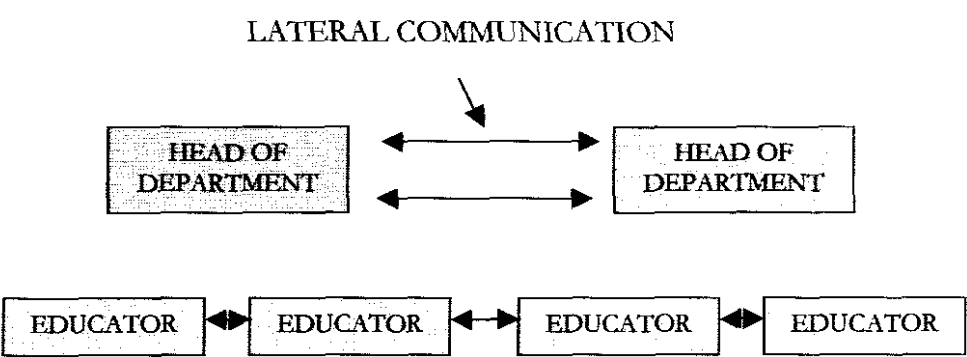 LATERAL COMMUNICATION
HEAD OF
DEPARTMENT
HEAD OF
DEPARTMENT
EDUCATOR
EDUCATOR
EDUCATOR
EDUCATOR